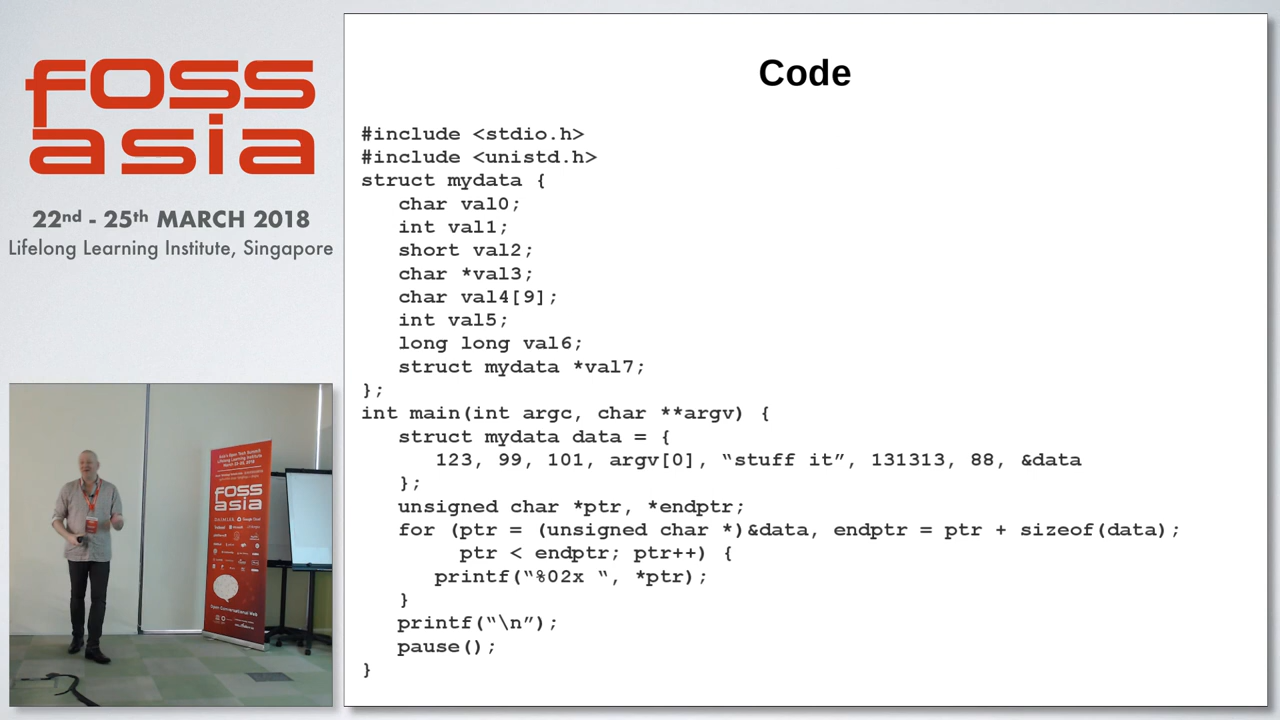 foss
asia
22nd - 25th MARCH 2018
Lifelong Learning Institute, Singapore
Code
#include <stdio.h>
#include <unistd.h>
struct mydata {
char val0;
int val1;
short val2;
char *val3;
char val4[9];
int val5;
long long val6;
struct mydata *val7;
};
int main(int argc, char **argv) {
struct mydata data = {
123, 99, 101, argv[0], “stuff it”, 131313, 88, &data
};
unsigned char *ptr, *endptr;
for (ptr = (unsigned char *)&data, endptr = ptr + sizeof(data);
ptr < endptr; ptr++) {
printf(“%02x “, *ptr);
}
printf(“\n”);
pause();
}
foss
asia